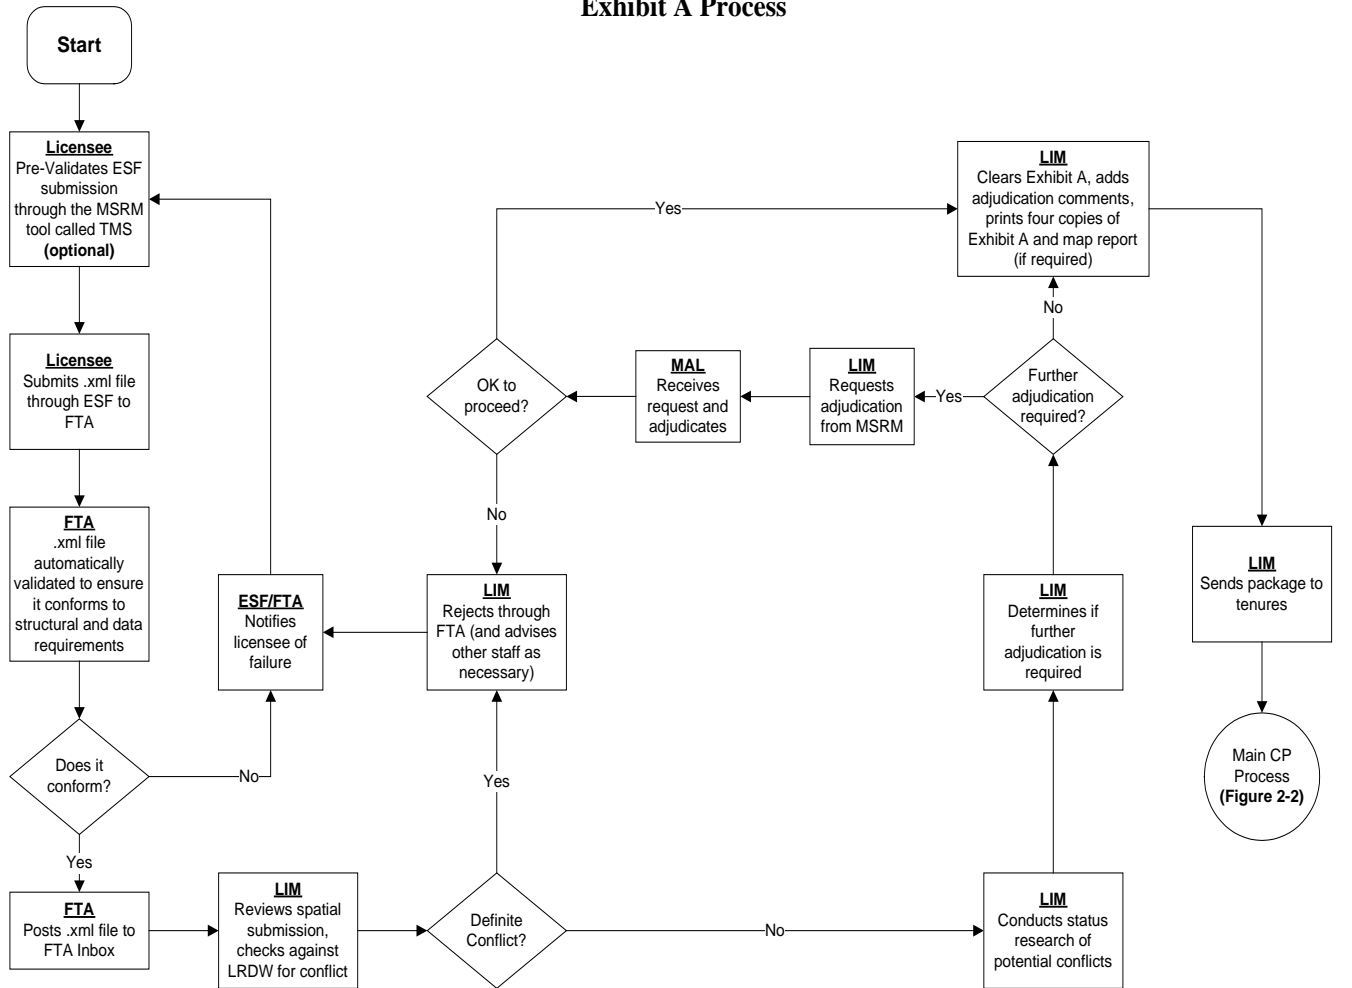 Exhibit A Process
Start
Licensee
Pre-Validates ESF
submission
through the MSRM
tool called TMS
(optional)
Licensee
Submits .xml file
through ESF to
FTA
FTA
.xml file
automatically
validated to ensure
it conforms to
structural and data
requirements
Does it
conform?
No
Yes
FTA
Posts .xml file to
FTA Inbox
ESF/FTA
Notifies
licensee of
failure
LIM
Reviews spatial
submission,
checks against
LRDW for conflict
Definite
Conflict?
Yes
No
LIM
Rejects through
FTA (and advises
other staff as
necessary)
No
OK to
proceed?
Yes
MAL
Receives
request and
adjudicates
LIM
Requests
adjudication
from MSRM
Yes
Further
adjudication
required?
No
LIM
Clears Exhibit A, adds
adjudication comments,
prints four copies of
Exhibit A and map report
(if required)
LIM
Determines if
further
adjudication is
required
LIM
Conducts status
research of
potential conflicts
LIM
Sends package to
tenures
Main CP
Process
(Figure 2-2)